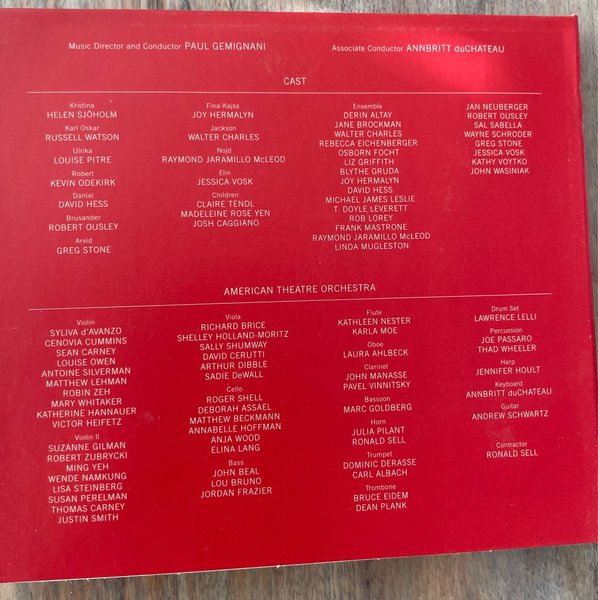 Music Director and Conductor PAUL GEMIGNANI
Associate Conductor ANNBRITT duCHATEAU
CAST
Kristina
HELEN SJÖHOLM
Karl Oskar
RUSSELL WATSON
Ulrika
LOUISE PITRE
Robert
KEVIN ODEKIRK
Daniel
DAVID HESS
Brusander
ROBERT OUSLEY
Arvid
GREG STONE
Fina-Kajsa
JOY HERMALYN
Jackson
WALTER CHARLES
Nojd
RAYMOND JARAMILLO McLEOD
Elin
JESSICA VOSK
Children
CLAIRE TENDL
MADELEINE ROSE YEN
JOSH CAGGIANO
Ensemble
DERIN ALTAY
JANE BROCKMAN
WALTER CHARLES
REBECCA EICHENBERGER
OSBORN FOCHT
LIZ GRIFFITH
BLYTHE GRUDA
JOY HERMALYN
DAVID HESS
MICHAEL JAMES LESLIE
T. DOYLE LEVERETT
ROB LOREY
FRANK MASTRONE
RAYMOND JARAMILLO McLEOD
LINDA MUGLESTON
JAN NEUBERGER
ROBERT OUSLEY
SAL SABELLA
WAYNE SCHRODER
GREG STONE
JESSICA VOSK
KATHY VOYTKO
JOHN WASINIAK
AMERICAN THEATRE ORCHESTRA
Violin
SYLIVA d'AVANZO
CENOVIA CUMMINS
SEAN CARNEY
LOUISE OWEN
ANTOINE SILVERMAN
MATTHEW LEHMAN
ROBIN ZEH
MARY WHITAKER
KATHERINE HANNAUER
VICTOR HEIFETZ
Violin II
SUZANNE GILMAN
ROBERT ZUBRYCKI
MING YEH
WENDE NAMKUNG
LISA STEINBERG
SUSAN PERELMAN
THOMAS CARNEY
JUSTIN SMITH
Viola
RICHARD BRICE
SHELLEY HOLLAND-MORITZ
SALLY SHUMWAY
DAVID CERUTTI
ARTHUR DIBBLE
SADIE DeWALL
Cello
ROGER SHELL
DEBORAH ASSAEL
MATTHEW BECKMANN
ANNABELLE HOFFMAN
ANJA WOOD
ELINA LANG
Bass
JOHN BEAL
LOU BRUNO
JORDAN FRAZIER
Flute
KATHLEEN NESTER
KARLA MOE
Oboe
LAURA AHLBECK
Clarinet
JOHN MANASSE
PAVEL VINNITSKY
Bassoon
MARC GOLDBERG
Horn
JULIA PILANT
RONALD SELL
Trumpet
DOMINIC DERASSE
CARL ALBACH
Trombone
BRUCE EIDEM
DEAN PLANK
Drum Set
LAWRENCE LELLI
Percussion
JOE PASSARO
THAD WHEELER
Harp
JENNIFER HOULT
Keyboard
ANNBRITT duCHATEAU
Guitar
ANDREW SCHWARTZ
Contractor
RONALD SELL